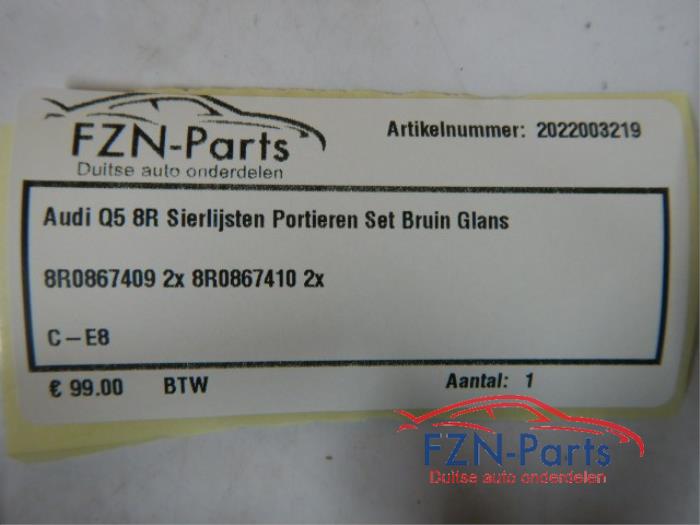 FZN-Parts
Duitse auto onderdelen
Artikelnummer: 2022003219
Audi Q5 8R Sierlijsten Portieren Set Bruin Glans
8R0867409 2x 8R0867410 2x
C-E8
€ 99.00 BTW Aantal: 1
FZN-Parts
Duitse auto onderdelen